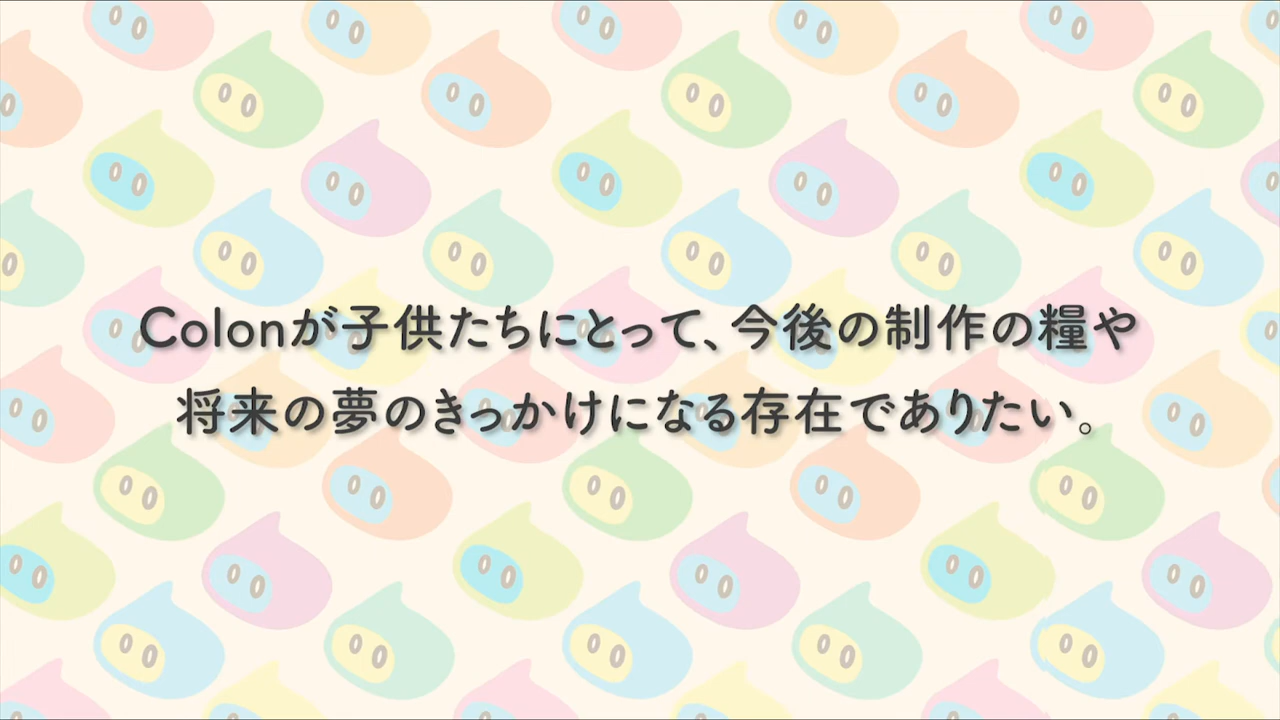 Colonが子供たちにとって、今後の制作の糧や
将来の夢のきっかけになる存在でありたい。